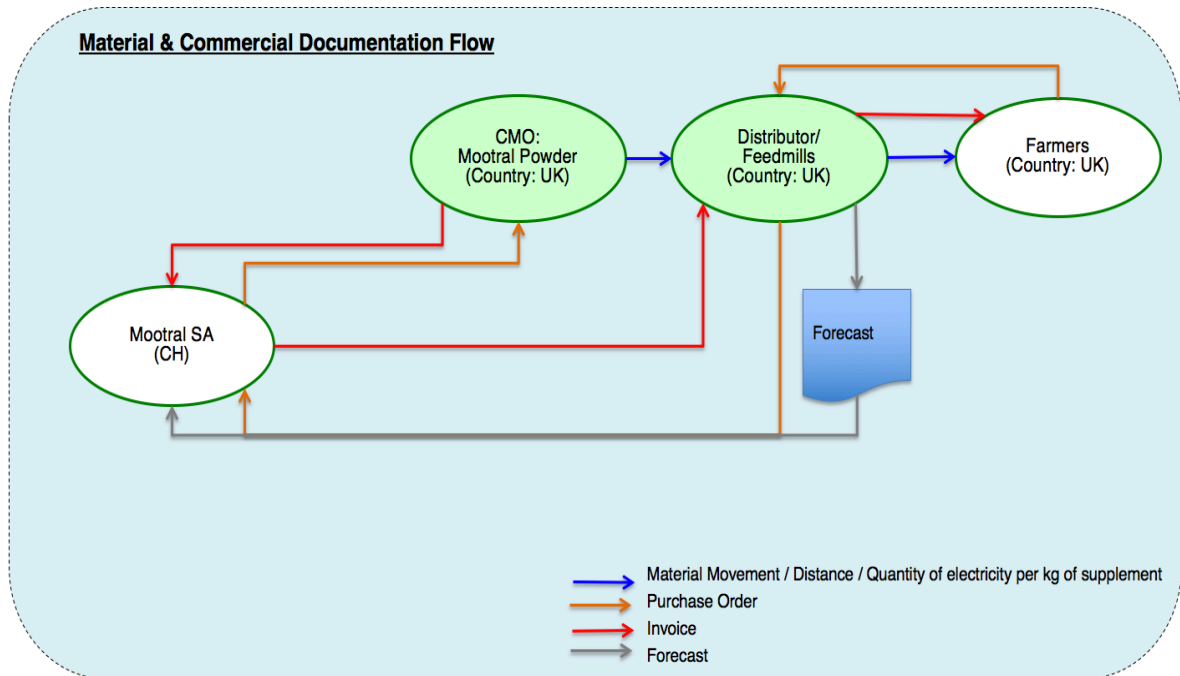 Material & Commercial Documentation Flow
CMO:
Mootral Powder
(Country: UK)
Distributor/
Feedmills
(Country: UK)
Farmers
(Country: UK)
Mootral SA
(CH)
Forecast
Material Movement / Distance / Quantity of electricity per kg of supplement
Purchase Order
Invoice
Forecast